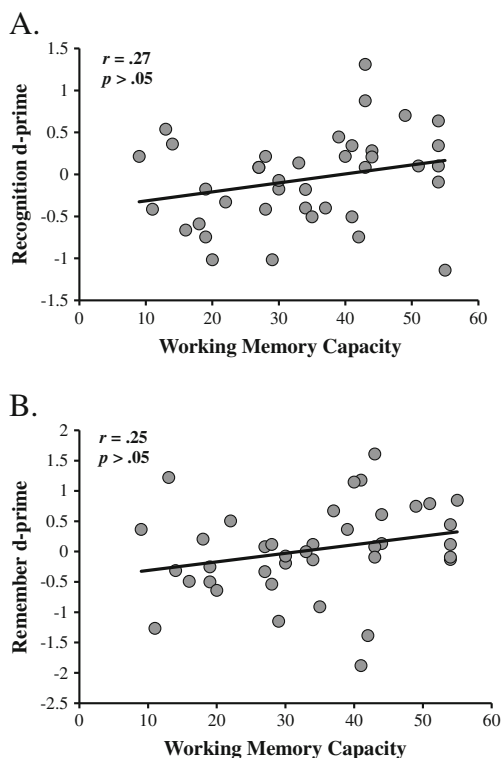 A.
r = .27
p > .05
1.5
1
0.5
0
-0.5
-1
-1.5
Recognition d-prime
0 10 20 30 40 50 60
Working Memory Capacity
B.
r = .25
p > .05
2
1.5
1
0.5
0
-0.5
-1
-1.5
-2
-2.5
Remember d-prime
0 10 20 30 40 50 60
Working Memory Capacity